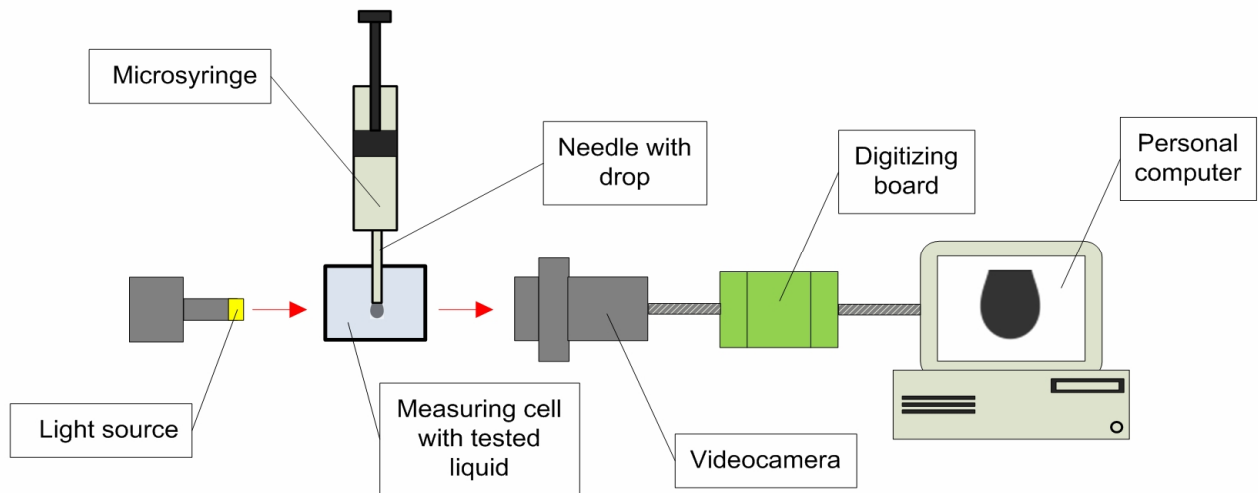 Microsyringe
Needle with
drop
Digitizing
board
Personal
computer
Light source
Measuring cell
with tested
liquid
Videocamera